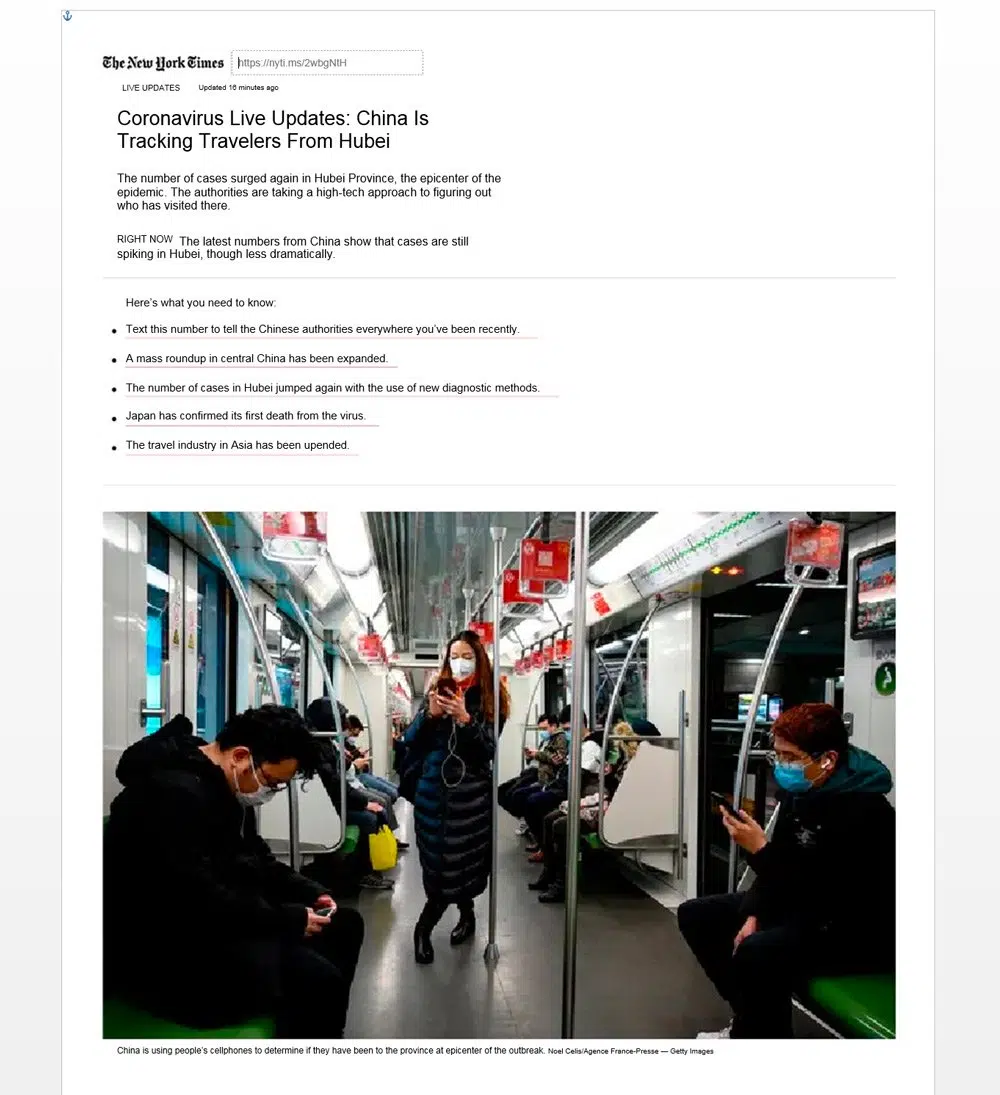 The New York Times
https://nyti.ms/2wbgNtH
LIVE UPDATES Updated 16 minutes ago
Coronavirus Live Updates: China Is
Tracking Travelers From Hubei
The number of cases surged again in Hubei Province, the epicenter of the
epidemic. The authorities are taking a high-tech approach to figuring out
who has visited there.
RIGHT NOW The latest numbers from China show that cases are still
spiking in Hubei, though less dramatically.
Here’s what you need to know:
Text this number to tell the Chinese authorities everywhere you’ve been recently.
A mass roundup in central China has been expanded.
The number of cases in Hubei jumped again with the use of new diagnostic methods.
Japan has confirmed its first death from the virus.
The travel industry in Asia has been upended.
China is using people’s cellphones to determine if they have been to the province at epicenter of the outbreak. Noel Celis/Agence France-Presse — Getty Images